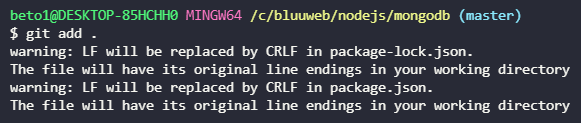 beto1@DESKTOP-85HCHH0 MINGW64 /c/bluuweb/nodejs/mongodb (master)
$ git add .
warning: LF will be replaced by CRLF in package-lock.json.
The file will have its original line endings in your working directory
warning: LF will be replaced by CRLF in package.json.
The file will have its original line endings in your working directory